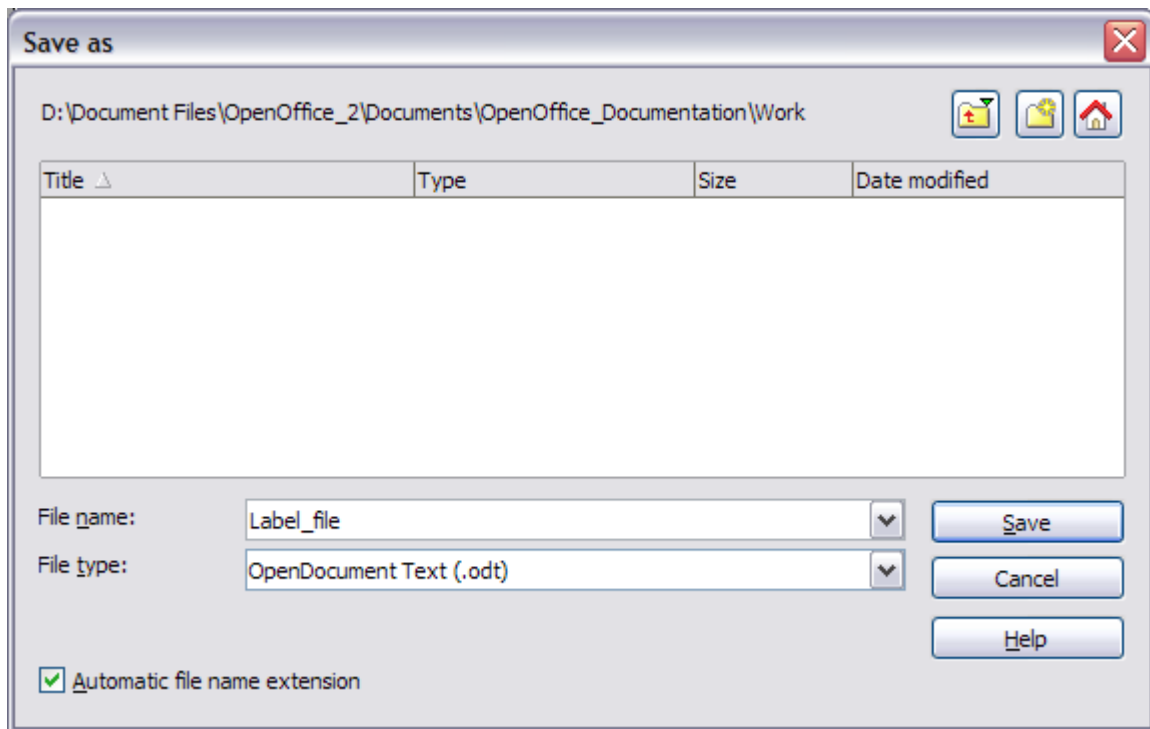 Save as
D:\Document Files\OpenOffice_2\Documents\OpenOffice_Documentation\Work
Title Type Size Date modified
File name: Label_file Save
File type: OpenDocument Text (.odt) Cancel
Help
Automatic file name extension